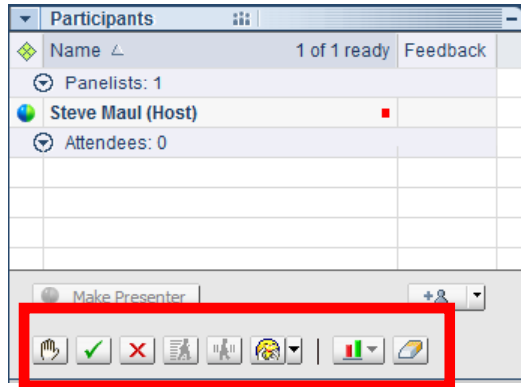 Participants
Name 1 of 1 ready Feedback
Panelists: 1
Steve Maul (Host)
Attendees: 0
Make Presenter